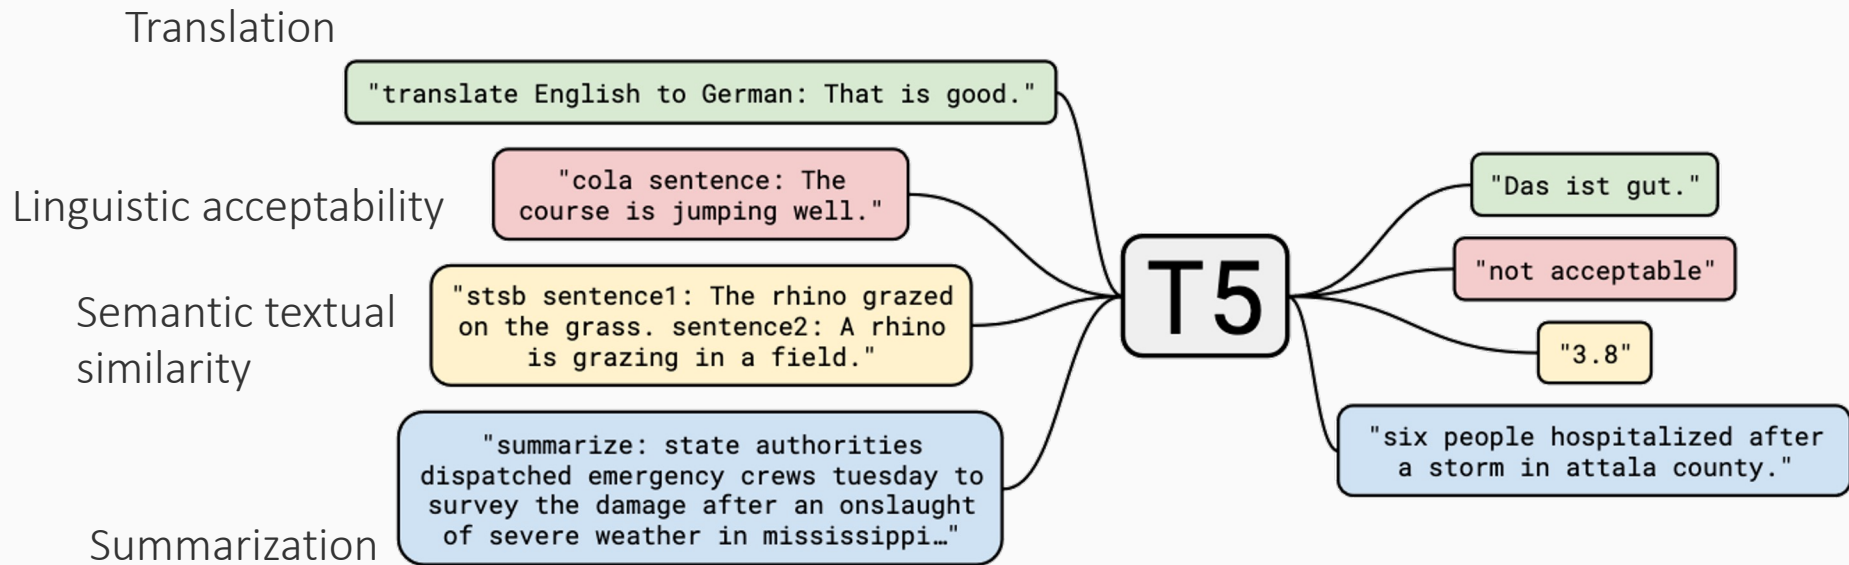 Translation
"translate English to German: That is good."
Linguistic acceptability
"cola sentence: The
course is jumping well."
Semantic textual
similarity
"stsb sentence1: The rhino grazed
on the grass. sentence2: A rhino
is grazing in a field."
Summarization
"summarize: state authorities
dispatched emergency crews tuesday to
survey the damage after an onslaught
of severe weather in mississippi…"
T5
"Das ist gut."
"not acceptable"
"3.8"
"six people hospitalized after
a storm in attala county."